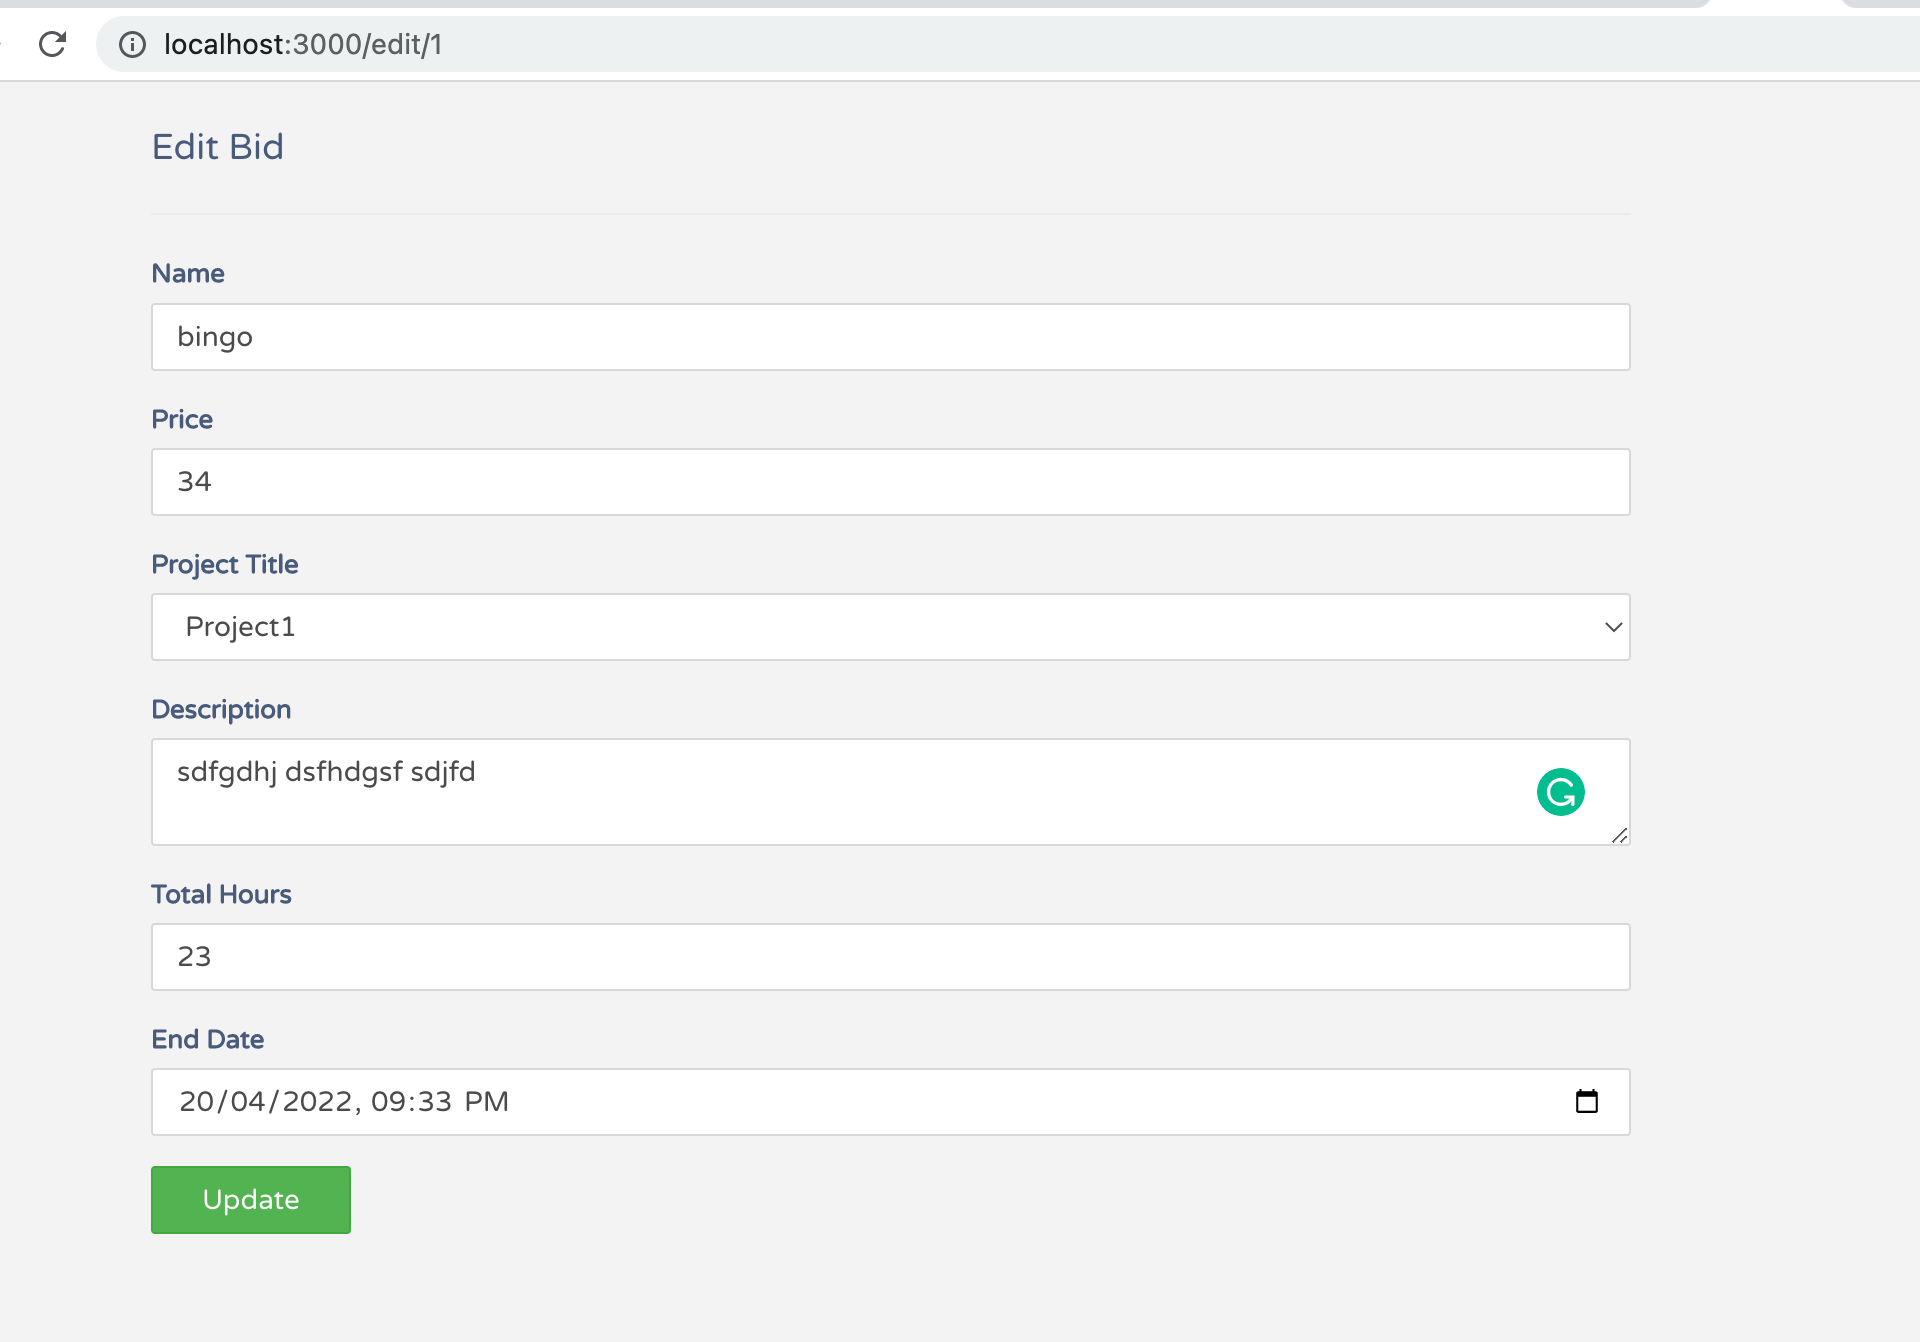 localhost:3000/edit/1
Edit Bid
Name
bingo
Price
34
Project Title
Project1
Description
sdfgdhj dsfhdgsf sdjfd
Total Hours
23
End Date
20/04/2022, 09:33 PM
Update